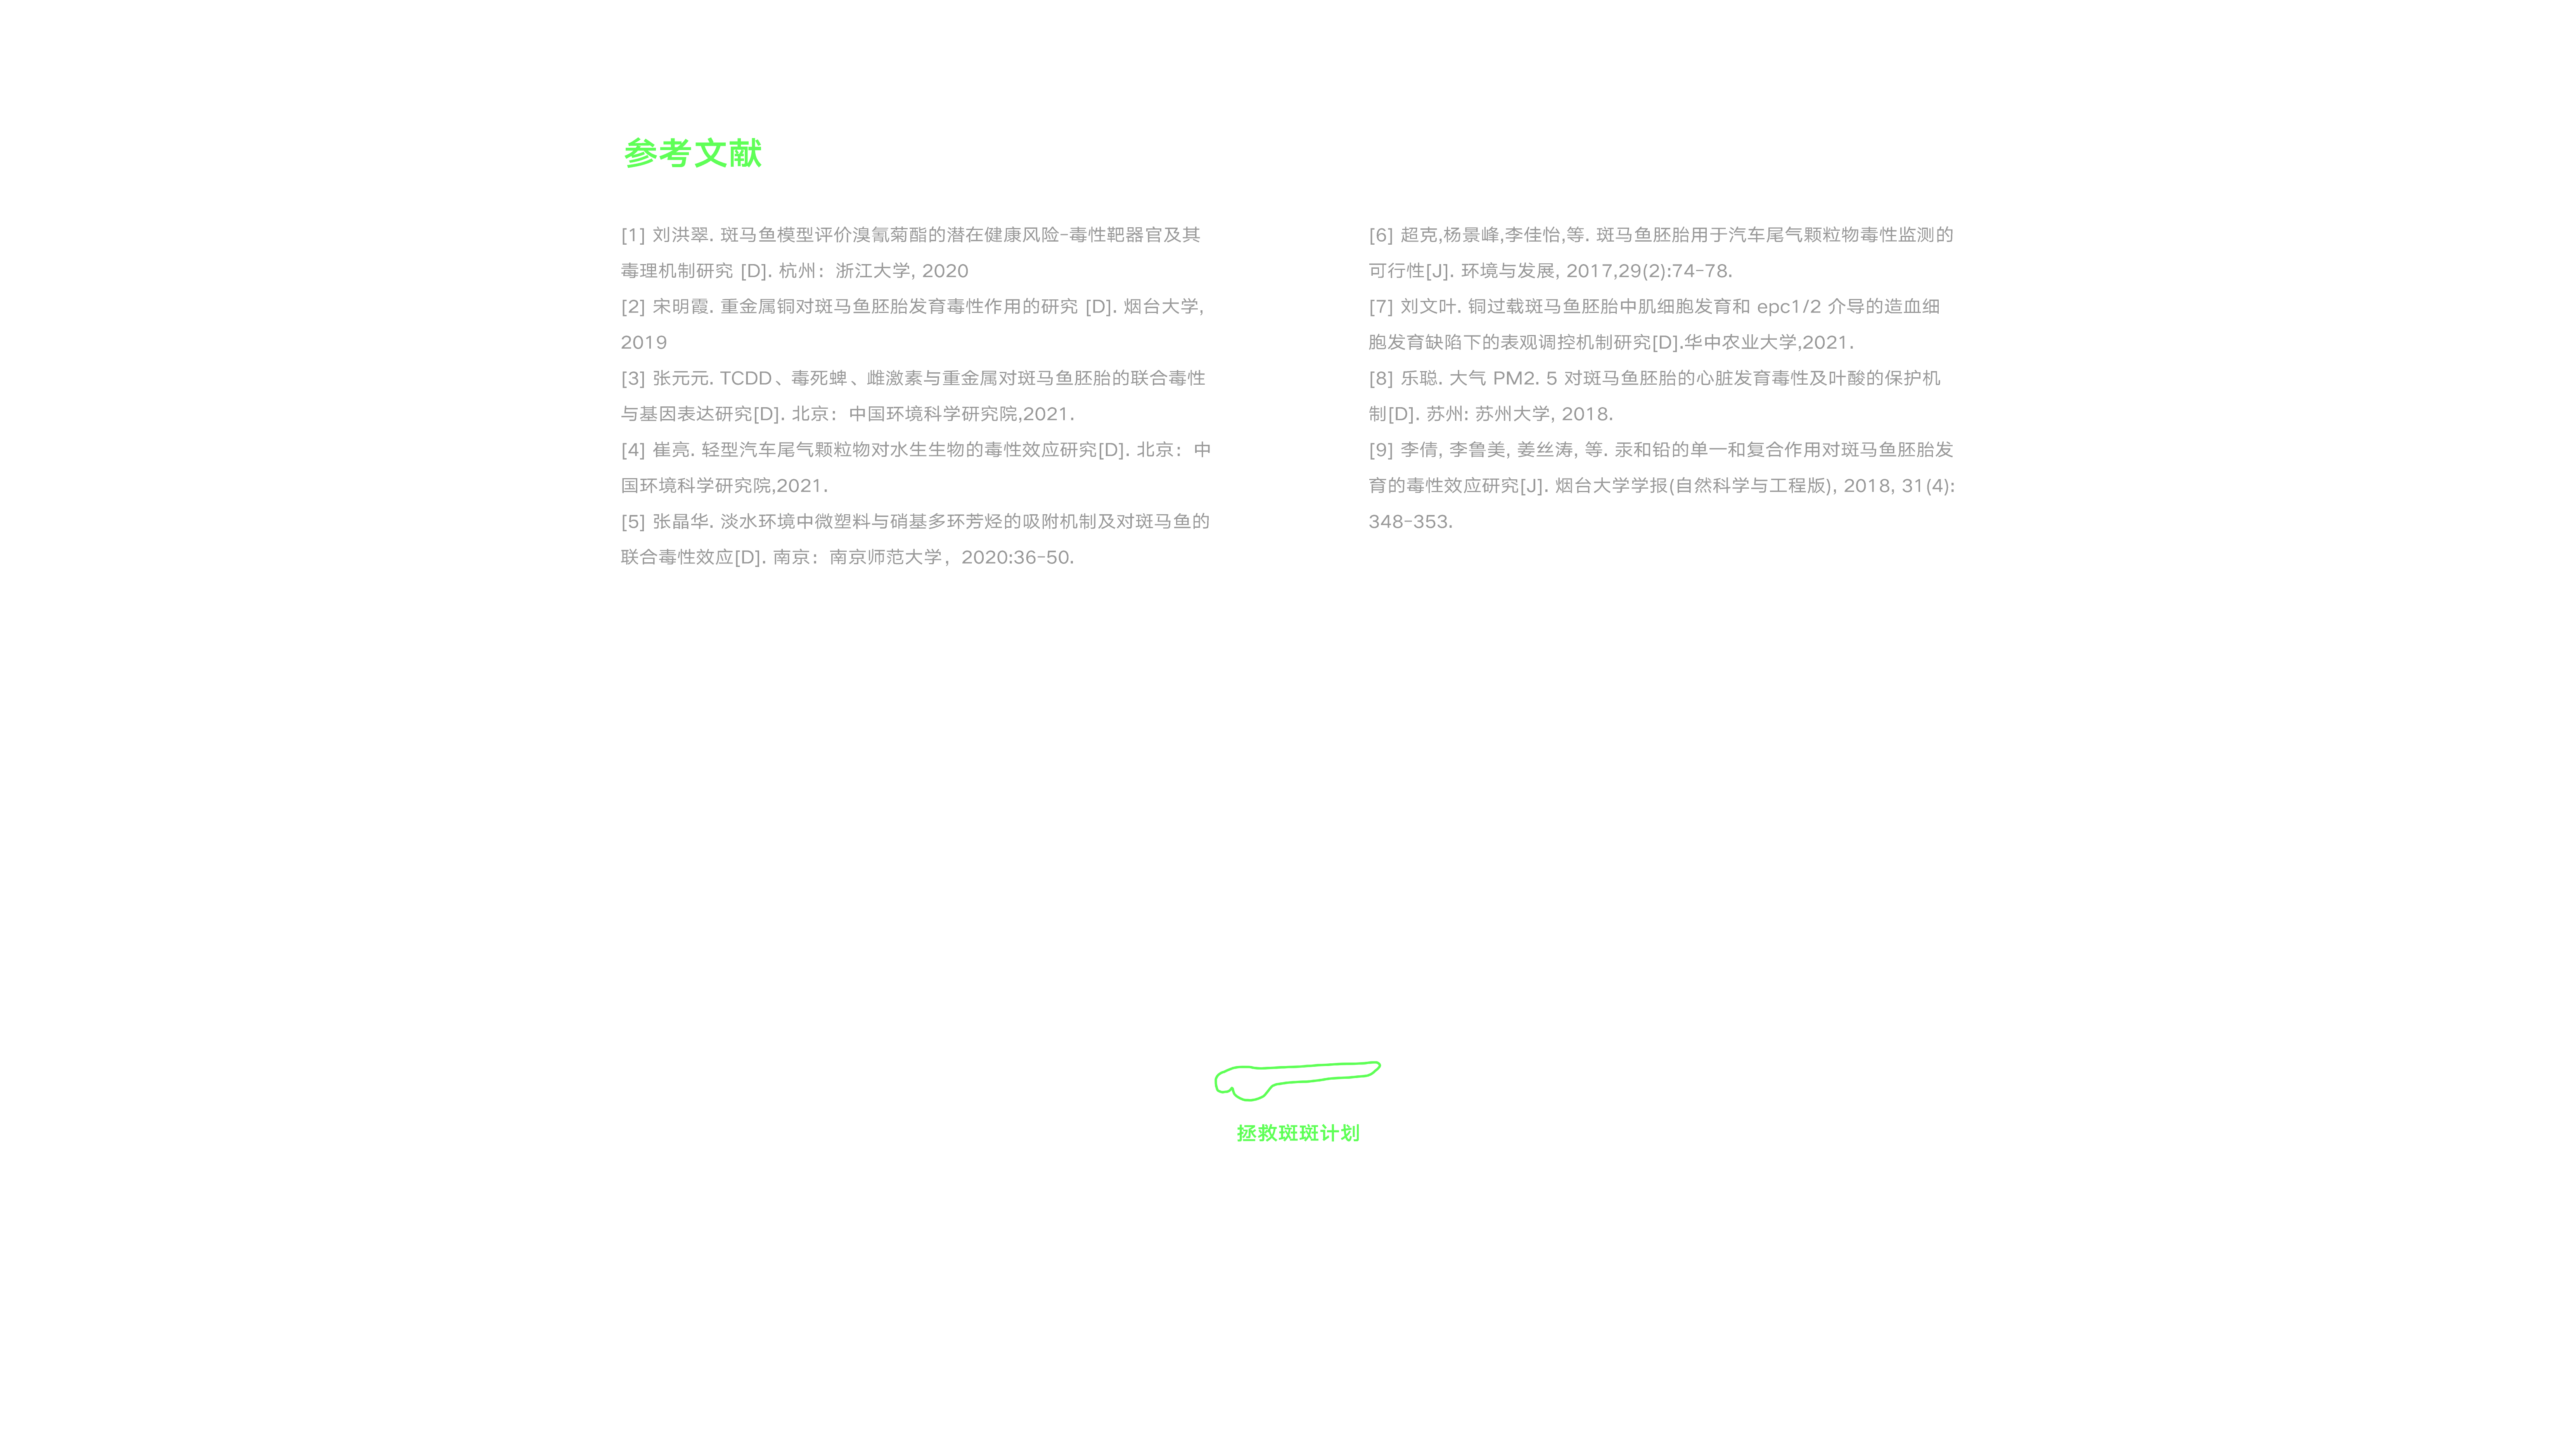 参考文献
[1] 刘洪翠. 斑马鱼模型评价溴氰菊酯的潜在健康风险-毒性靶器官及其
毒理机制研究 [D]. 杭州：浙江大学, 2020
[2] 宋明霞. 重金属铜对斑马鱼胚胎发育毒性作用的研究 [D]. 烟台大学,
2019
[3] 张元元. TCDD、毒死蜱、雌激素与重金属对斑马鱼胚胎的联合毒性
与基因表达研究[D]. 北京：中国环境科学研究院,2021.
[4] 崔亮. 轻型汽车尾气颗粒物对水生生物的毒性效应研究[D]. 北京：中
国环境科学研究院,2021.
[5] 张晶华. 淡水环境中微塑料与硝基多环芳烃的吸附机制及对斑马鱼的
联合毒性效应[D]. 南京：南京师范大学，2020:36-50.
[6] 超克,杨景峰,李佳怡,等. 斑马鱼胚胎用于汽车尾气颗粒物毒性监测的
可行性[J]. 环境与发展, 2017,29(2):74-78.
[7] 刘文叶. 铜过载斑马鱼胚胎中肌细胞发育和 epc1/2 介导的造血细
胞发育缺陷下的表观调控机制研究[D].华中农业大学,2021.
[8] 乐聪. 大气 PM2. 5 对斑马鱼胚胎的心脏发育毒性及叶酸的保护机
制[D]. 苏州: 苏州大学, 2018.
[9] 李倩, 李鲁美, 姜丝涛, 等. 汞和铅的单一和复合作用对斑马鱼胚胎发
育的毒性效应研究[J]. 烟台大学学报(自然科学与工程版), 2018, 31(4):
348-353.
拯救斑斑计划